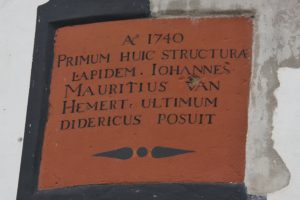 Aº 1740
PRIMUM HUIC STRUCTURÆ
LAPIDEM. IOHANNES
MAURITIUS VAN
HEMERT. ULTIMUM
DIDERICUS POSUIT